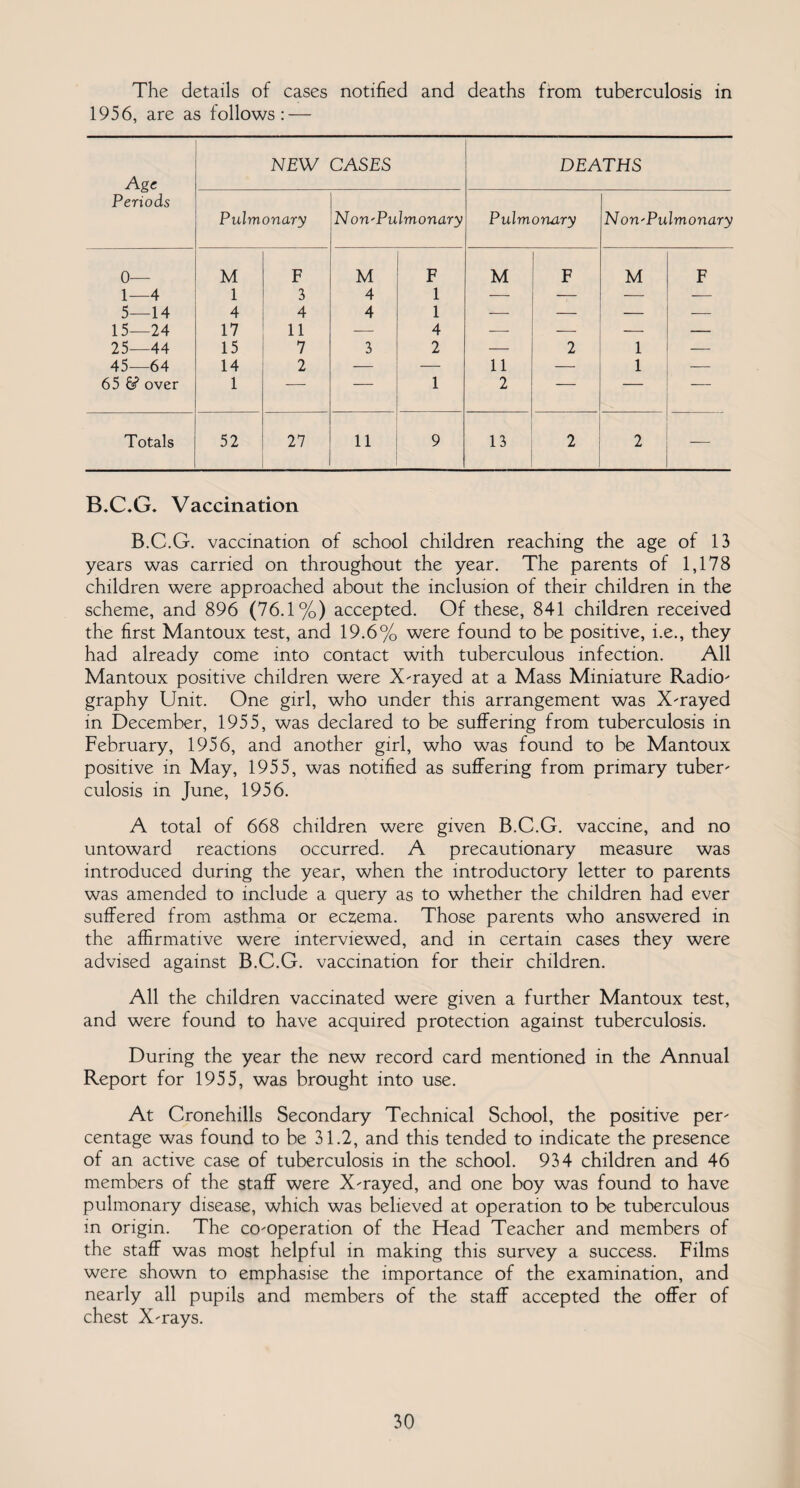 The details of cases notified and deaths from tuberculosis in
1956, are as follows : —
Age Periods | NEW CASES | DEATHS
Pulmonary | Non-Pulmonary | Pulmonary | Non-Pulmonary
0— | M | F | M | F | M | F | M | F
1—4 | 1 | 3 | 4 | 1 | — | — | — | —
5—14 | 4 | 4 | 4 | 1 | — | — | — | —
15—24 | 17 | 11 | — | 4 | — | — | — | —
25—44 | 15 | 7 | 3 | 2 | — | 2 | 1 | —
45—64 | 14 | 2 | — | — | 11 | — | 1 | —
65 & over | 1 | — | — | 1 | 2 | — | — | —
Totals | 52 | 27 | 11 | 9 | 13 | 2 | 2 | —
B.C.G. Vaccination
B.C.G. vaccination of school children reaching the age of 13
years was carried on throughout the year. The parents of 1,178
children were approached about the inclusion of their children in the
scheme, and 896 (76.1%) accepted. Of these, 841 children received
the first Mantoux test, and 19.6% were found to be positive, i.e., they
had already come into contact with tuberculous infection. All
Mantoux positive children were X-rayed at a Mass Miniature Radio-
graphy Unit. One girl, who under this arrangement was X-rayed
in December, 1955, was declared to be suffering from tuberculosis in
February, 1956, and another girl, who was found to be Mantoux
positive in May, 1955, was notified as suffering from primary tuber-
culosis in June, 1956.
A total of 668 children were given B.C.G. vaccine, and no
untoward reactions occurred. A precautionary measure was
introduced during the year, when the introductory letter to parents
was amended to include a query as to whether the children had ever
suffered from asthma or eczema. Those parents who answered in
the affirmative were interviewed, and in certain cases they were
advised against B.C.G. vaccination for their children.
All the children vaccinated were given a further Mantoux test,
and were found to have acquired protection against tuberculosis.
During the year the new record card mentioned in the Annual
Report for 1955, was brought into use.
At Cronehills Secondary Technical School, the positive per-
centage was found to be 31.2, and this tended to indicate the presence
of an active case of tuberculosis in the school. 934 children and 46
members of the staff were X-rayed, and one boy was found to have
pulmonary disease, which was believed at operation to be tuberculous
in origin. The co-operation of the Head Teacher and members of
the staff was most helpful in making this survey a success. Films
were shown to emphasise the importance of the examination, and
nearly all pupils and members of the staff accepted the offer of
chest X-rays.
30